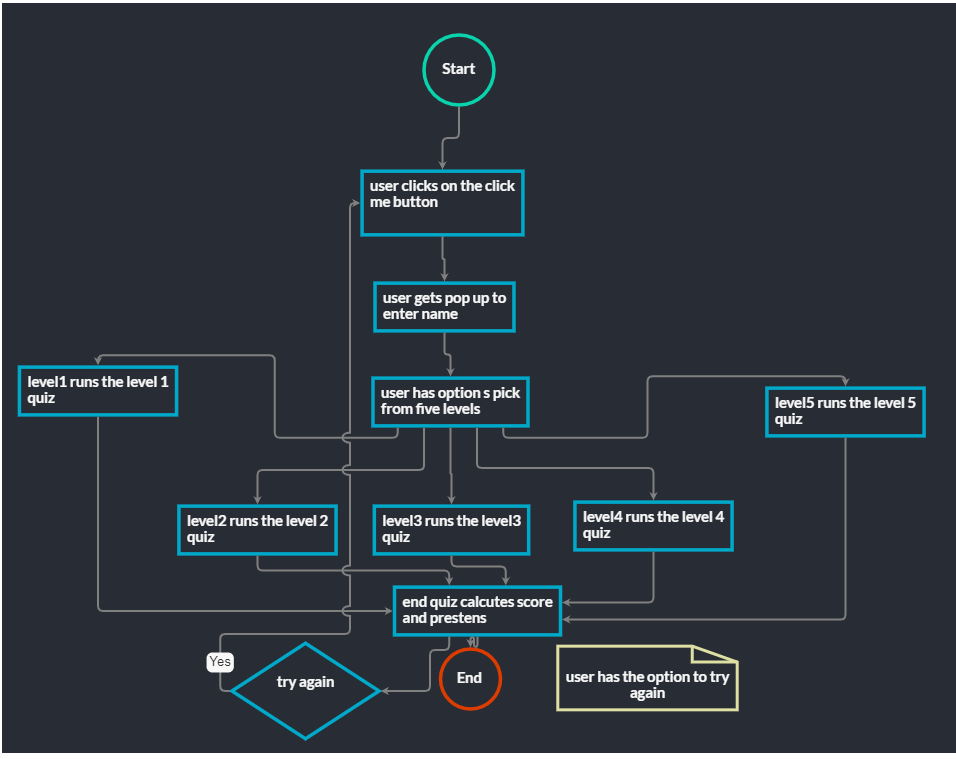 Start
user clicks on the click
me button
user gets pop up to
enter name
level1 runs the level 1
quiz
user has option s pick
from five levels
level5 runs the level 5
quiz
level2 runs the level 2
quiz
level3 runs the level3
quiz
level4 runs the level 4
quiz
end quiz calcutes score
and prestens
Yes
try again
End
user has the option to try
again